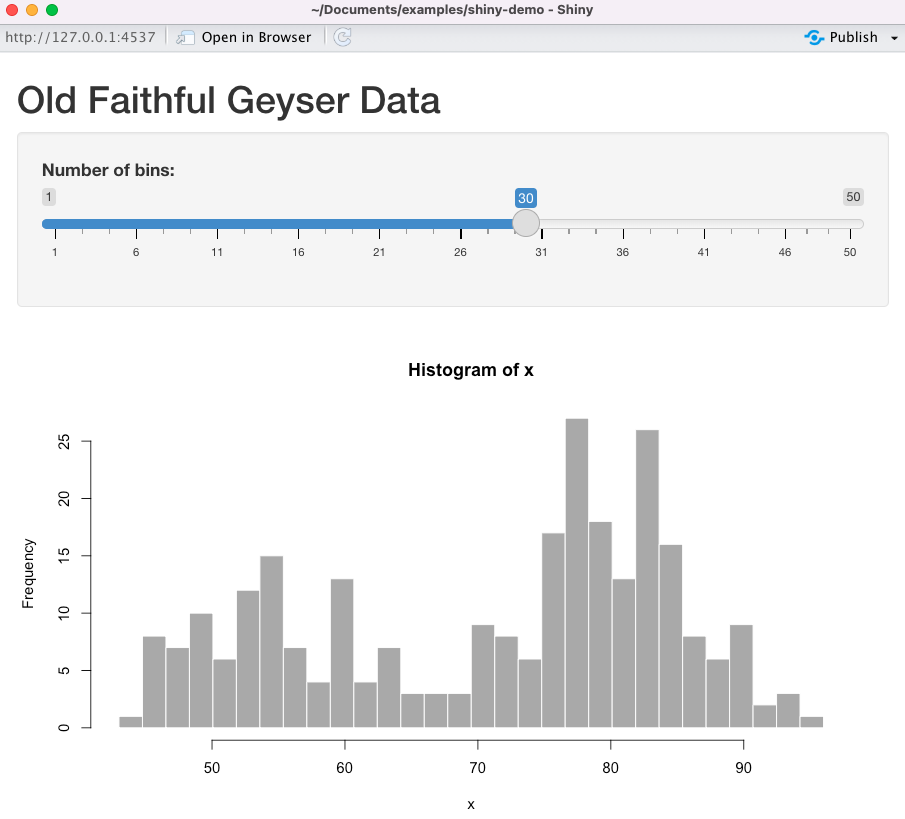 ~/Documents/examples/shiny-demo - Shiny
http://127.0.0.1:4537 Open in Browser Publish
Old Faithful Geyser Data
Number of bins:
1 30 50
1 6 11 16 21 26 31 36 41 46 50
Histogram of x
Frequency
25
20
15
10
5
0
50 60 70 80 90
x